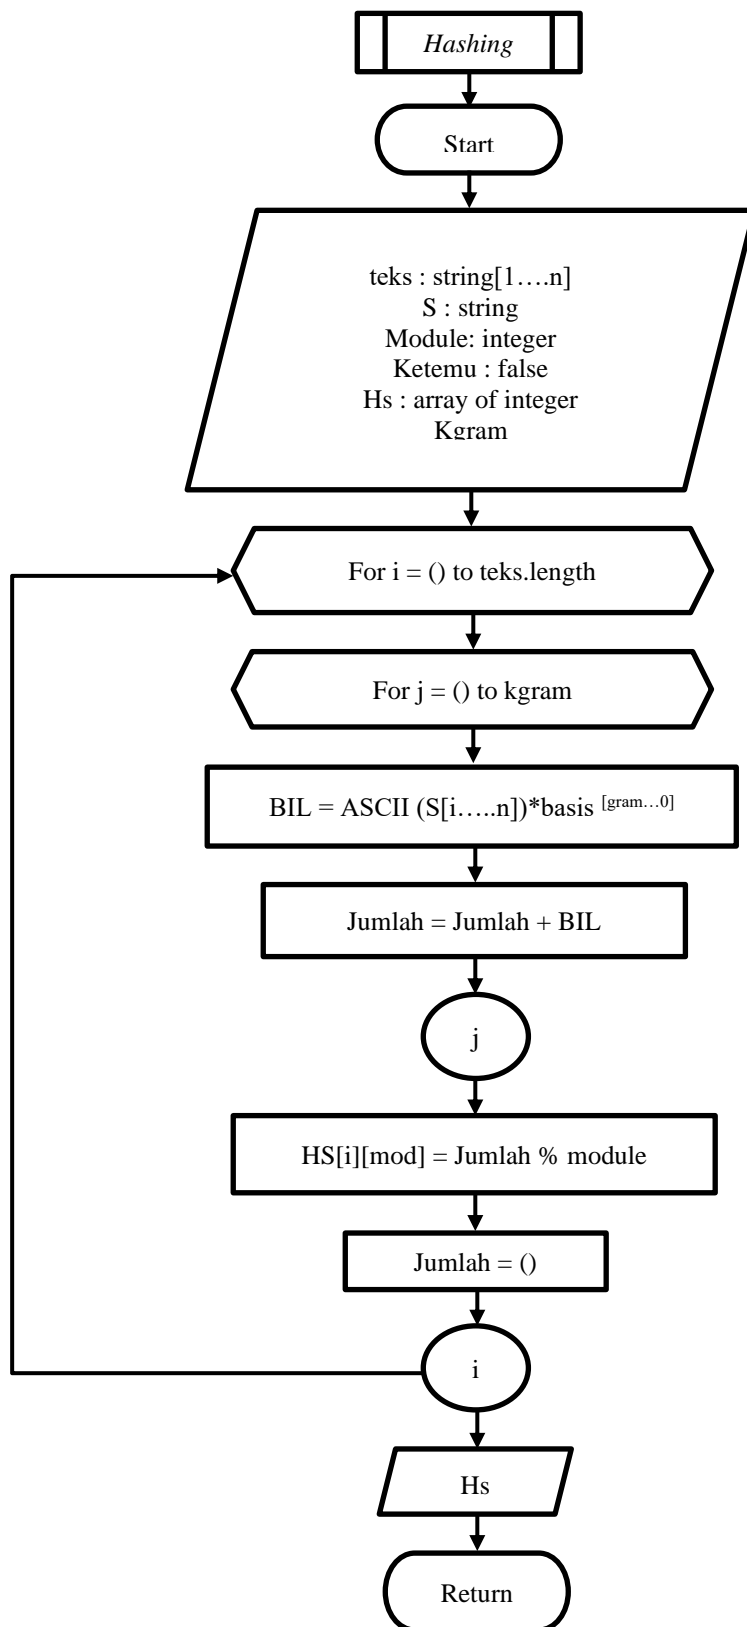 Hashing
Start
teks : string[1….n]
S : string
Module: integer
Ketemu : false
Hs : array of integer
Kgram
For i = () to teks.length
For j = () to kgram
BIL = ASCII (S[i…..n])*basis [gram…0]
Jumlah = Jumlah + BIL
j
HS[i][mod] = Jumlah % module
Jumlah = ()
i
Hs
Return